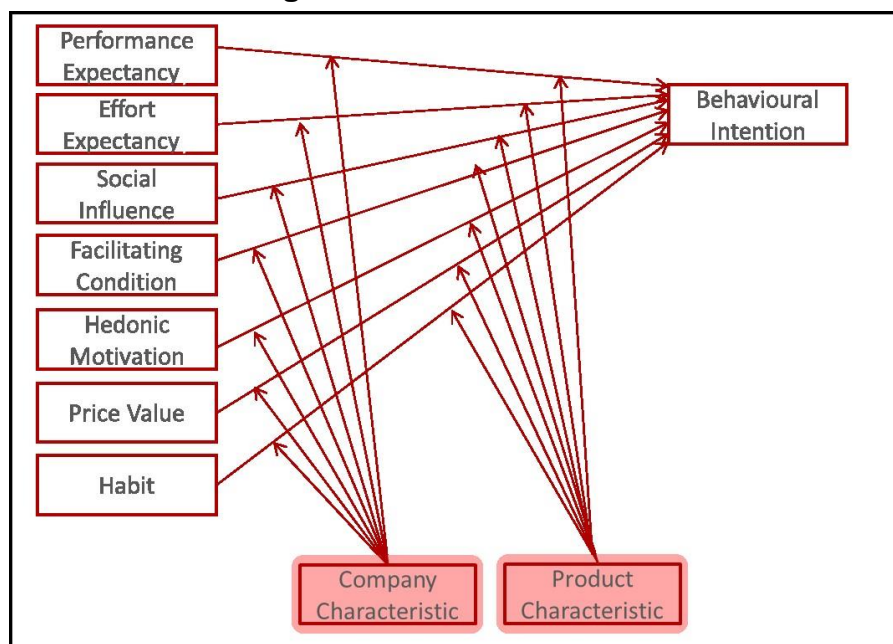 Performance
Expectancy
Effort
Expectancy
Social
Influence
Facilitating
Condition
Hedonic
Motivation
Price Value
Habit
Behavioural
Intention
Company
Characteristic
Product
Characteristic